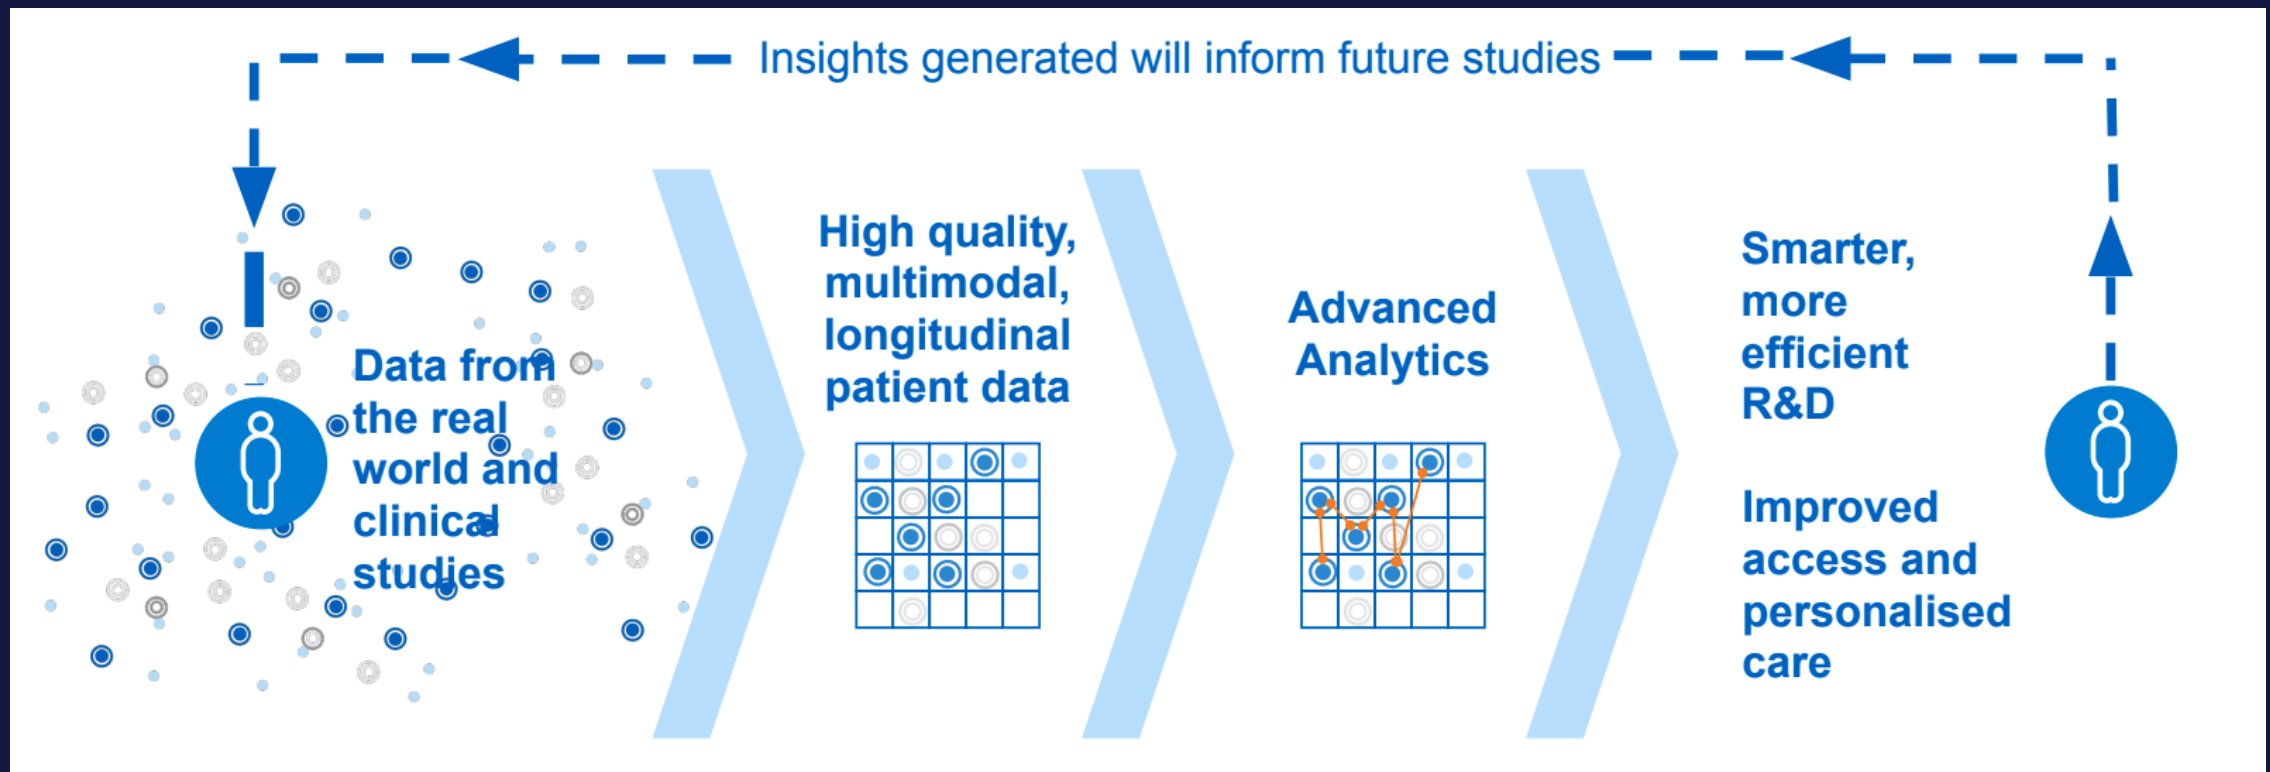 Insights generated will inform future studies
Data from
the real
world and
clinical
studies
High quality,
multimodal,
longitudinal
patient data
Advanced
Analytics
Smarter,
more
efficient
R&D
Improved
access and
personalised
care